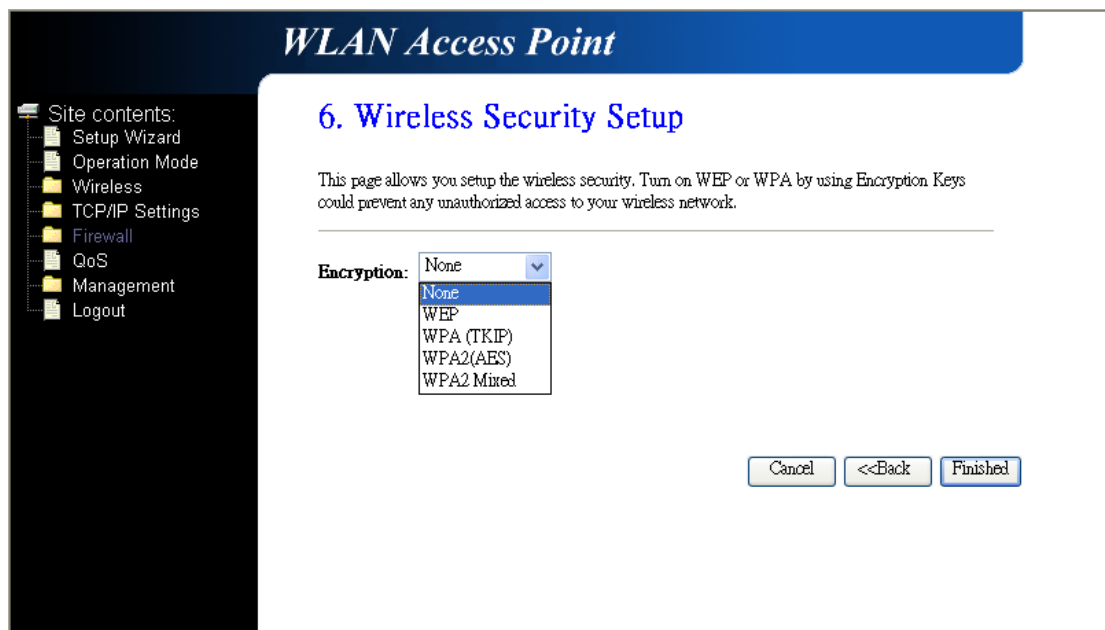 WLAN Access Point
Site contents:
Setup Wizard
Operation Mode
Wireless
TCP/IP Settings
Firewall
QoS
Management
Logout
6. Wireless Security Setup
This page allows you setup the wireless security. Turn on WEP or WPA by using Encryption Keys
could prevent any unauthorized access to your wireless network.
Encryption: None
None
WEP
WPA (TKIP)
WPA2(AES)
WPA2 Mixed
Cancel <<Back Finished